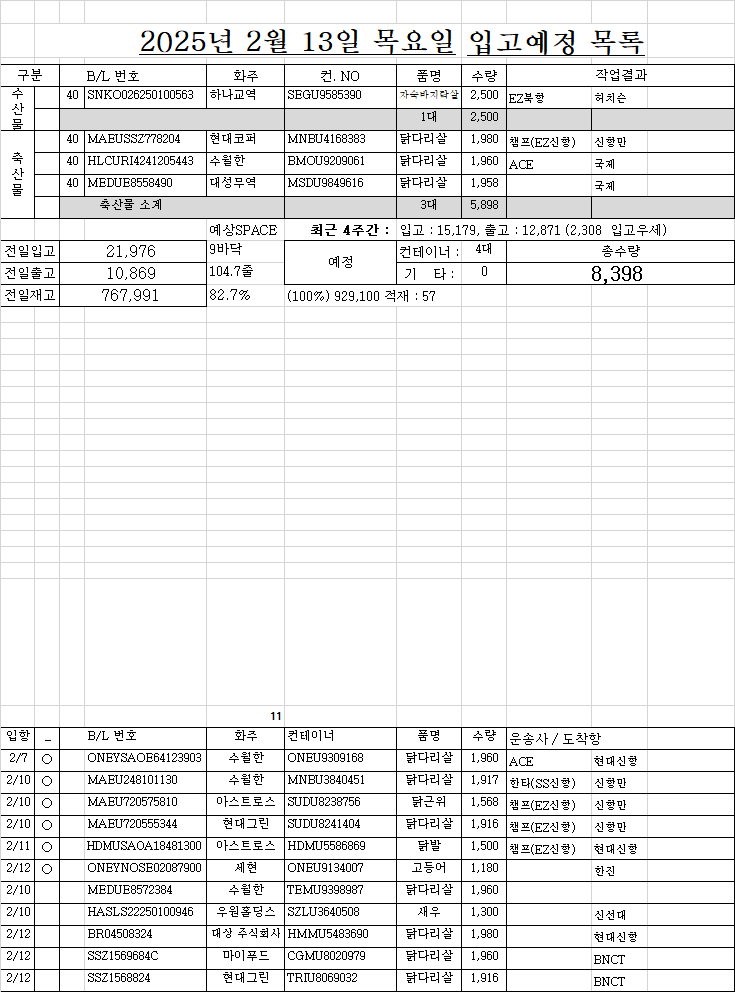 2025년 2월 13일 목요일 입고예정 목록
구분 B/L 번호 화주 컨. NO 품명 수량 작업결과
수산물 40 SNKO026250100563 하나교역 SEGU9585390 자숙바지락살 2,500 EZ북항 허치슨
1대 2,500
축산물 40 MAEUSSZ778204 현대코퍼 MNBU4168383 닭다리살 1,980 챔프(EZ신항) 신항만
40 HLCURI4241205443 수월한 BMOU9209061 닭다리살 1,960 ACE 국제
40 MEDUE8558490 대성무역 MSDU9849616 닭다리살 1,958 국제
축산물 소계 3대 5,898
예상SPACE 최근 4주간 : 입고 : 15,179, 출고 : 12,871 (2,308 입고우세)
전일입고 21,976 9바닥 예정 컨테이너 : 4대 총수량
전일출고 10,869 104.7줄 기 타 : 0 8,398
전일재고 767,991 82.7% (100%) 929,100 적재 : 57
11
입항 _ B/L 번호 화주 컨테이너 품명 수량 운송사 / 도착항
2/7 ○ ONEYSAOE64123903 수월한 ONEU9309168 닭다리살 1,960 ACE 현대신항
2/10 ○ MAEU248101130 수월한 MNEU3840451 닭다리살 1,917 한타(SS신항) 신항만
2/10 ○ MAEU720575810 아스트로스 SUDU8238756 닭근위 1,568 챔프(EZ신항) 신항만
2/10 ○ MAEU720555344 현대그린 SUDU8241404 닭다리살 1,916 챔프(EZ신항) 신항만
2/11 ○ HDMUSAOA18481300 아스트로스 HDMU5586869 닭발 1,500 챔프(EZ신항) 현대신항
2/12 ○ ONEYNOSE02087900 세현 ONEU9134007 고등어 1,180 한진
2/10 MEDUE8572384 수월한 TEMU9398987 닭다리살 1,960
2/10 HASLS22250100946 우원홀딩스 SZLU3640508 새우 1,300 신선대
2/12 BR04508324 대상 주식회사 HMMU5483690 닭다리살 1,980 현대신항
2/12 SSZ1569684C 마이푸드 CGMU8020979 닭다리살 1,960 BNCT
2/12 SSZ1568824 현대그린 TRIU8069032 닭다리살 1,916 BNCT